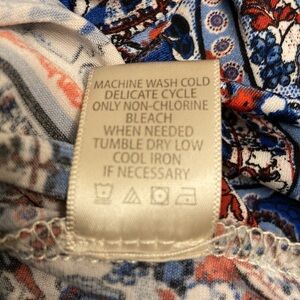 MACHINE WASH COLD
DELICATE CYCLE
ONLY NON-CHLORINE
BLEACH
WHEN NEEDED
TUMBLE DRY LOW
COOL IRON
IF NECESSARY